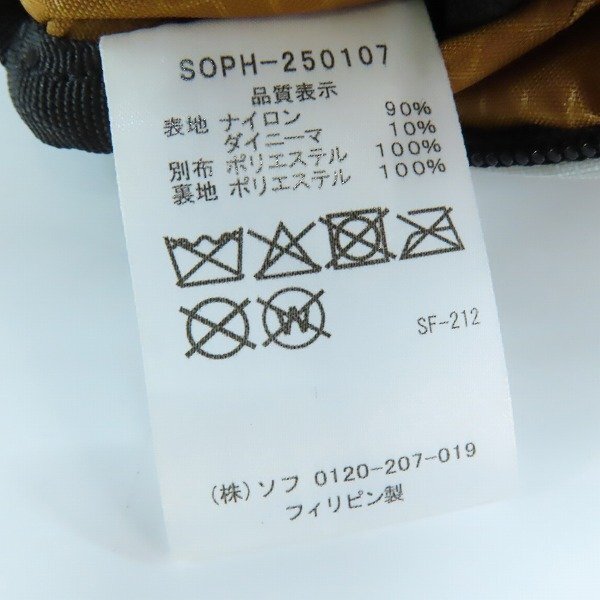 SOPH-250107
品質表示
表地 ナイロン 90%
ダイニーマ 10%
別布 ポリエステル 100%
裏地 ポリエステル 100%
W
SF-212
(株)ソフ 0120-207-019
フィリピン製